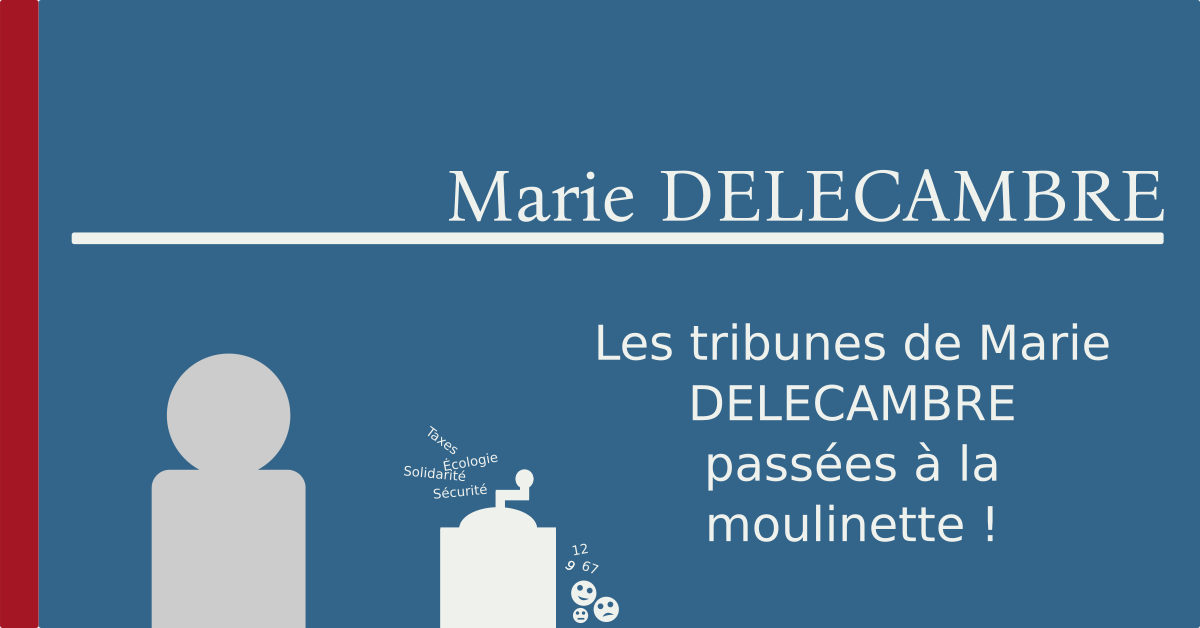 Marie DELECAMBRE
Les tribunes de Marie
DELECAMBRE
passées à la
moulinette !
Taxes
Écologie
Solidarité
Sécurité
12
9 67